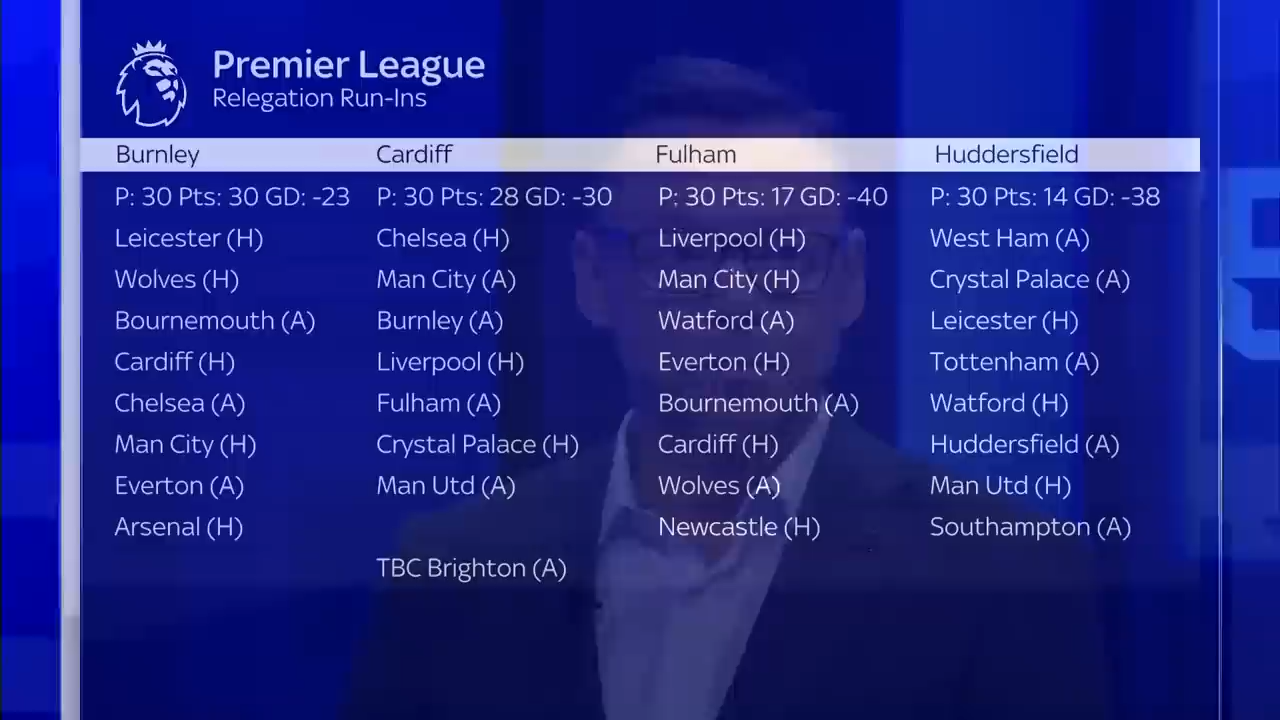 Premier League
Relegation Run-Ins
Burnley Cardiff Fulham Huddersfield
P: 30 Pts: 30 GD: -23 P: 30 Pts: 28 GD: -30 P: 30 Pts: 17 GD: -40 P: 30 Pts: 14 GD: -38
Leicester (H) Chelsea (H) Liverpool (H) West Ham (A)
Wolves (H) Man City (A) Man City (H) Crystal Palace (A)
Bournemouth (A) Burnley (A) Watford (A) Leicester (H)
Cardiff (H) Liverpool (H) Everton (H) Tottenham (A)
Chelsea (A) Fulham (A) Bournemouth (A) Watford (H)
Man City (H) Crystal Palace (H) Cardiff (H) Huddersfield (A)
Everton (A) Man Utd (A) Wolves (A) Man Utd (H)
Arsenal (H) Newcastle (H) Southampton (A)
TBC Brighton (A)